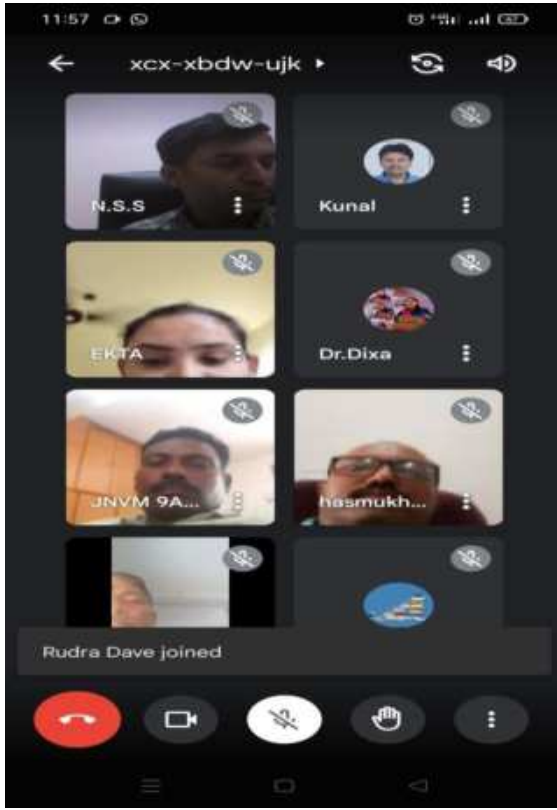 11:57
xcx-xbdw-ujk
N.S.S
Kunal
EKTA
Dr.Dixa
JNVM 9A...
hasmukh...
Rudra Dave joined